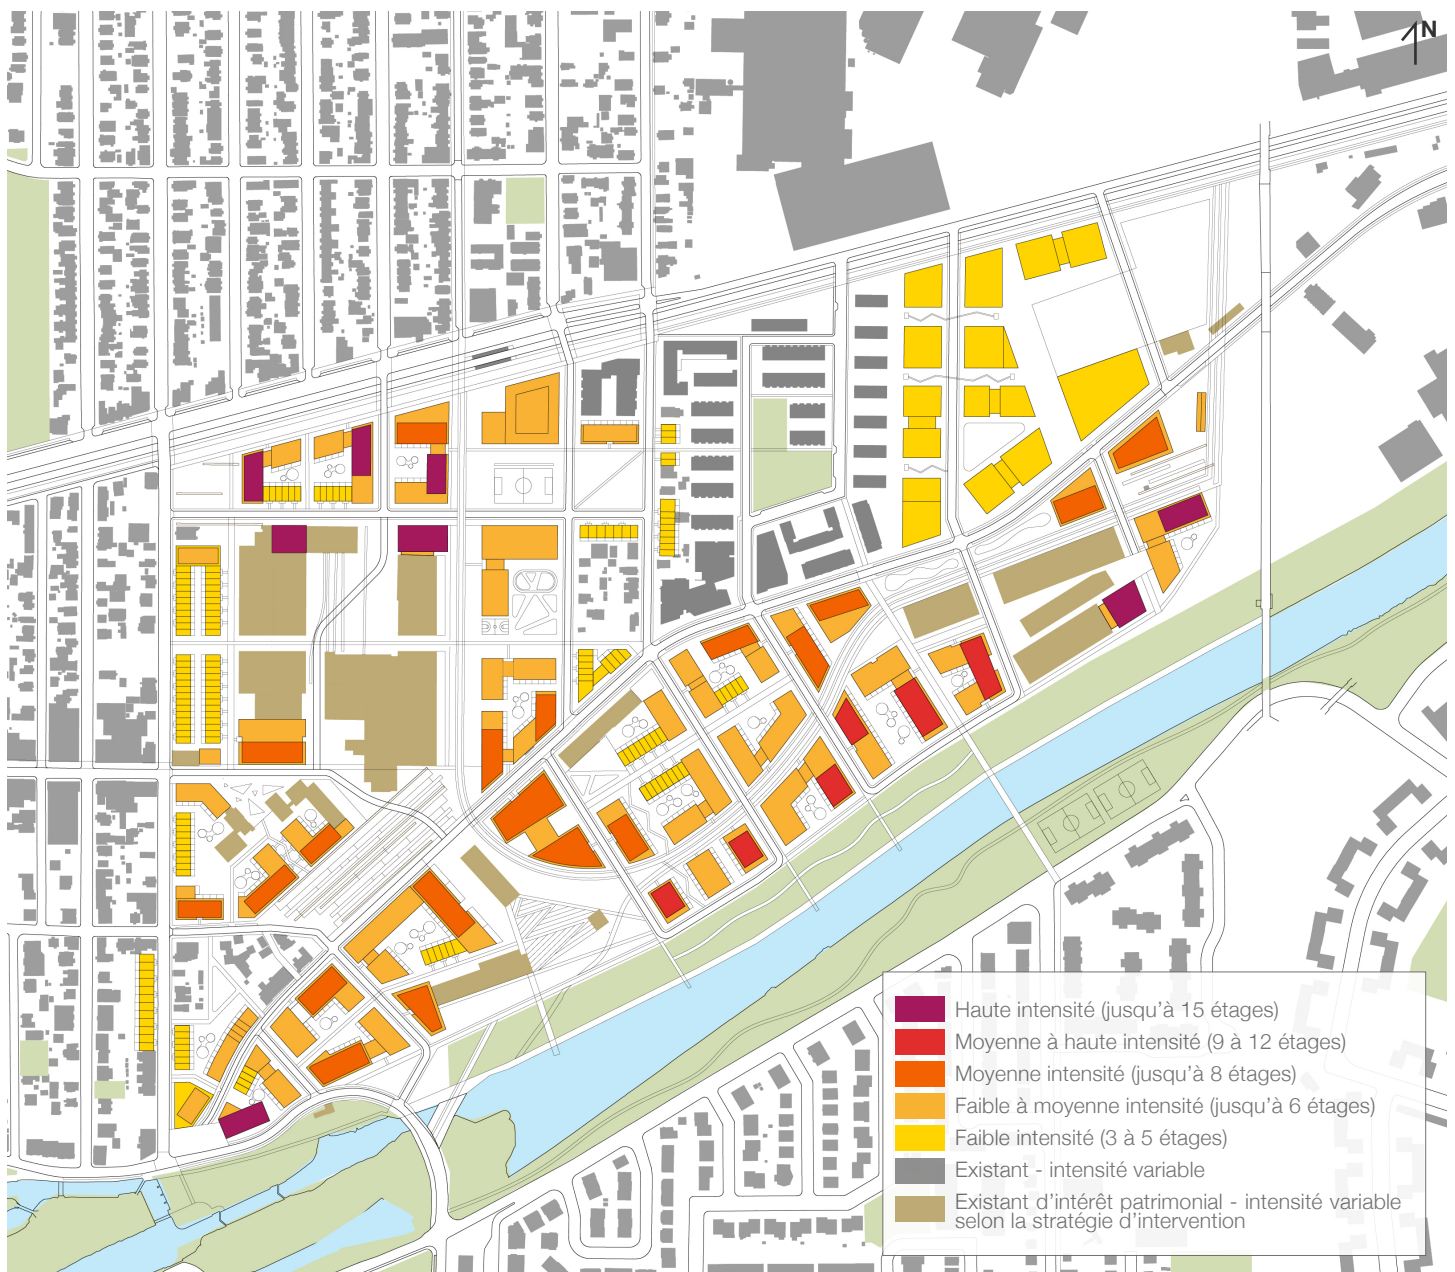 N
Haute intensité (jusqu'à 15 étages)
Moyenne à haute intensité (9 à 12 étages)
Moyenne intensité (jusqu'à 8 étages)
Faible à moyenne intensité (jusqu'à 6 étages)
Faible intensité (3 à 5 étages)
Existant - intensité variable
Existant d'intérêt patrimonial - intensité variable
selon la stratégie d'intervention